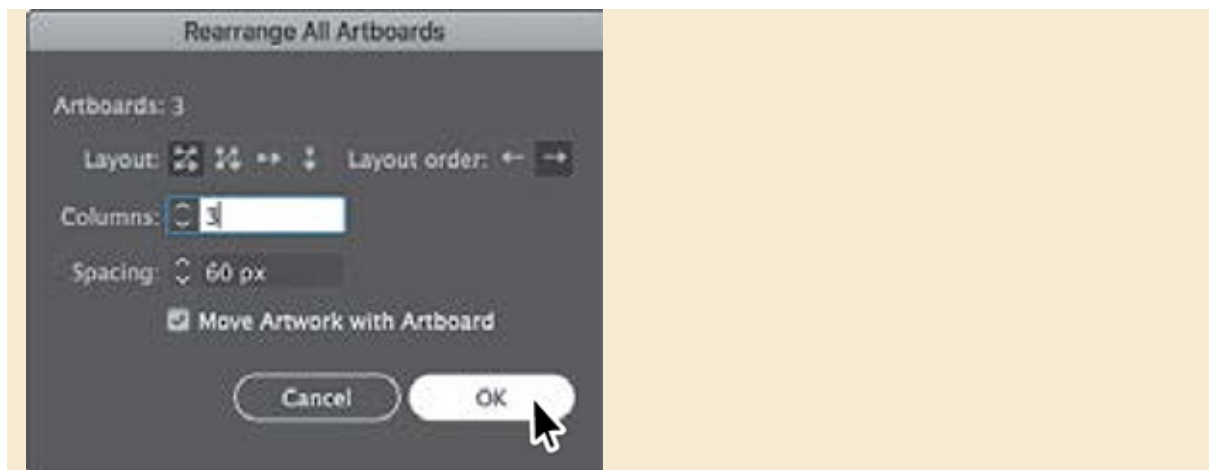 Rearrange All Artboards
Artboards: 3
Layout: Layout order:
Columns: 3
Spacing: 60 px
Move Artwork with Artboard
Cancel OK